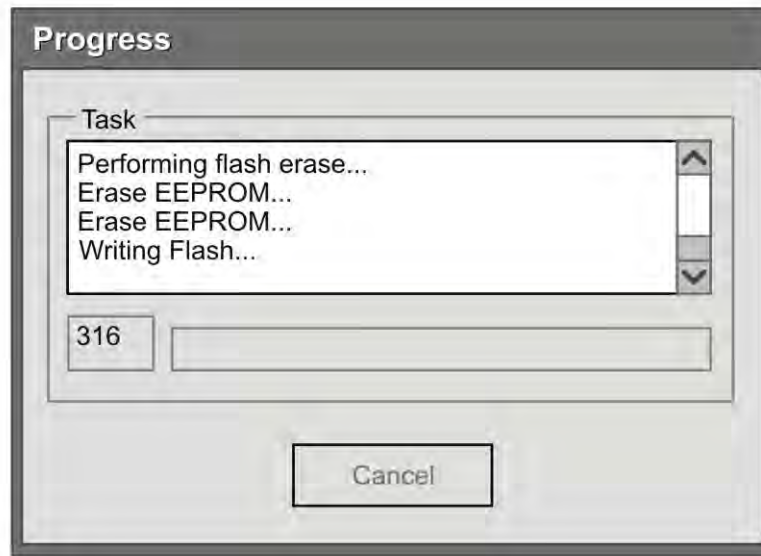 Progress
Task
Performing flash erase...
Erase EEPROM...
Erase EEPROM...
Writing Flash...
316
Cancel